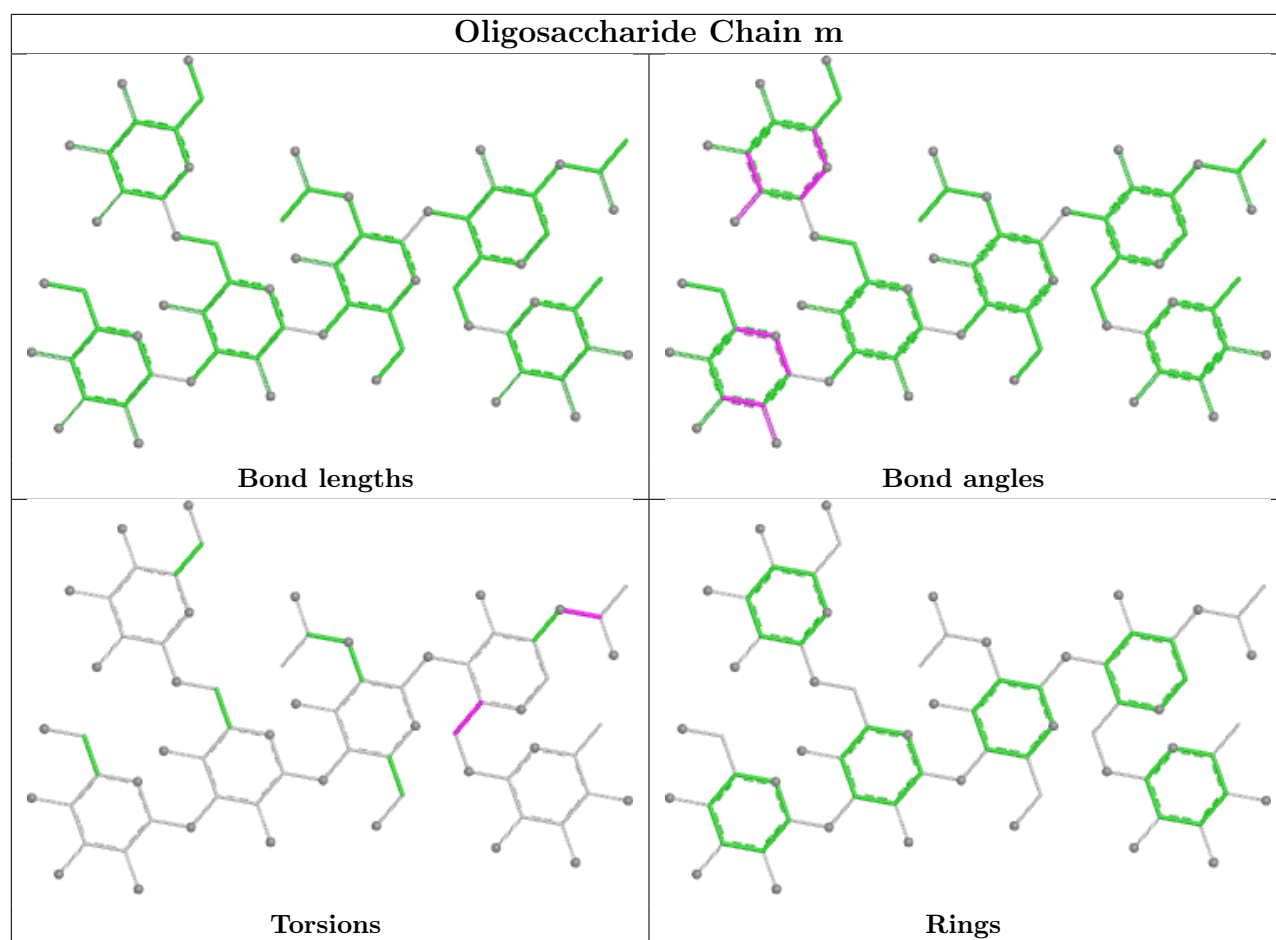 Oligosaccharide Chain m
Bond lengths
Bond angles
Torsions
Rings